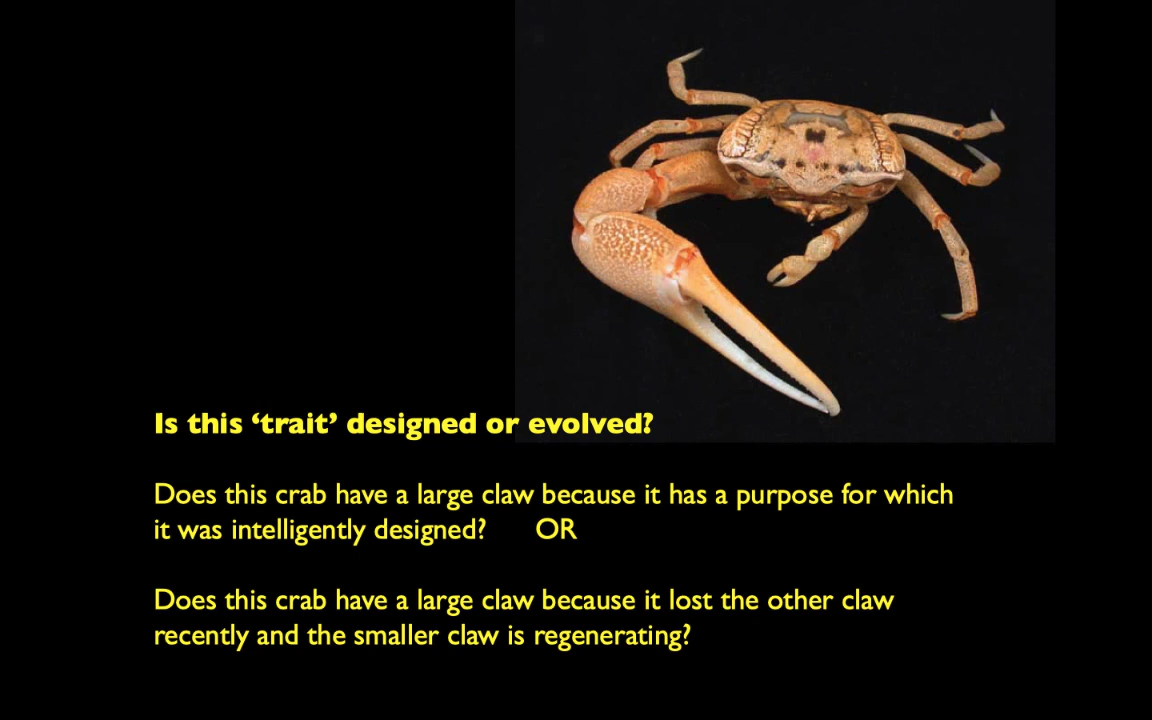 Is this ‘trait’ designed or evolved?
Does this crab have a large claw because it has a purpose for which
it was intelligently designed? OR
Does this crab have a large claw because it lost the other claw
recently and the smaller claw is regenerating?